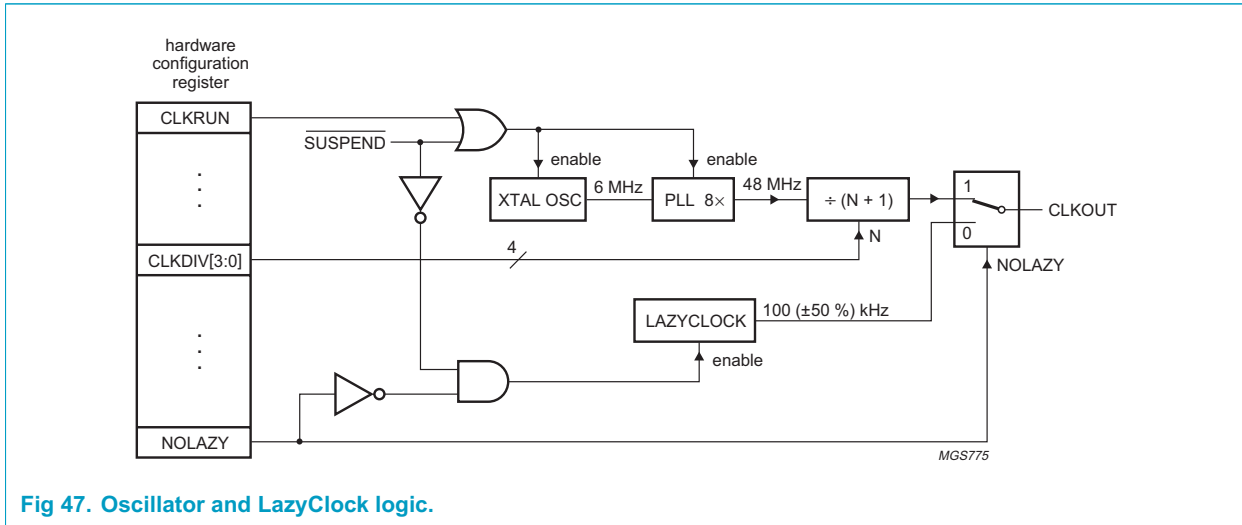 hardware
configuration
register
CLKRUN
SUSPEND
enable
enable
XTAL OSC
6 MHz
PLL 8×
48 MHz
÷ (N + 1)
1
0
CLKOUT
N
CLKDIV[3:0]
4
NOLAZY
LAZYCLOCK
100 (±50 %) kHz
enable
NOLAZY
MGS775
Fig 47. Oscillator and LazyClock logic.